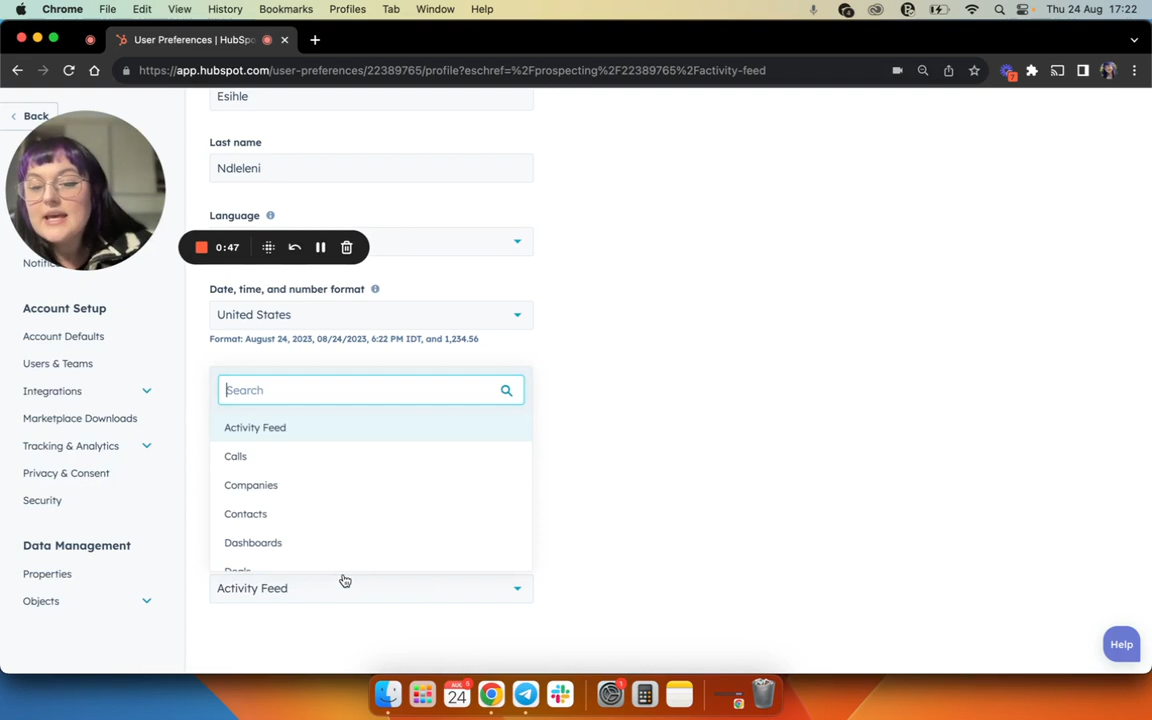 Chrome File Edit View History Bookmarks Profiles Tab Window Help Thu 24 Aug 17:22
User Preferences | HubSpo
https://app.hubspot.com/user-preferences/22389765/profile?eschref=%2Fprospecting%2F22389765%2Factivity-feed
Back
Esihle
Last name
Ndleleni
Language
0:47
Notific
Date, time, and number format
United States
Format: August 24, 2023, 08/24/2023, 6:22 PM IDT, and 1,234.56
Account Setup
Account Defaults
Users & Teams
Integrations
Marketplace Downloads
Tracking & Analytics
Privacy & Consent
Security
Data Management
Properties
Objects
Search
Activity Feed
Calls
Companies
Contacts
Dashboards
Deals
Activity Feed
Help
AUG
24